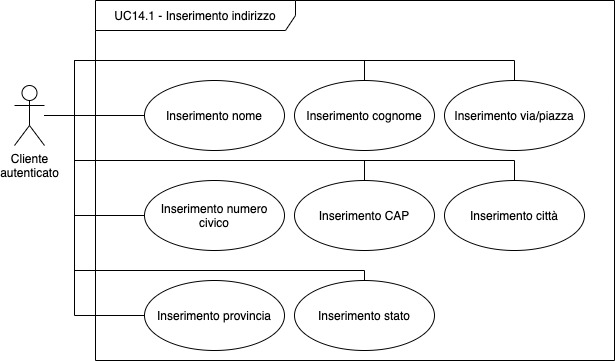 UC14.1 - Inserimento indirizzo
Inserimento nome
Inserimento cognome
Inserimento via/piazza
Cliente
autenticato
Inserimento numero
civico
Inserimento CAP
Inserimento città
Inserimento provincia
Inserimento stato